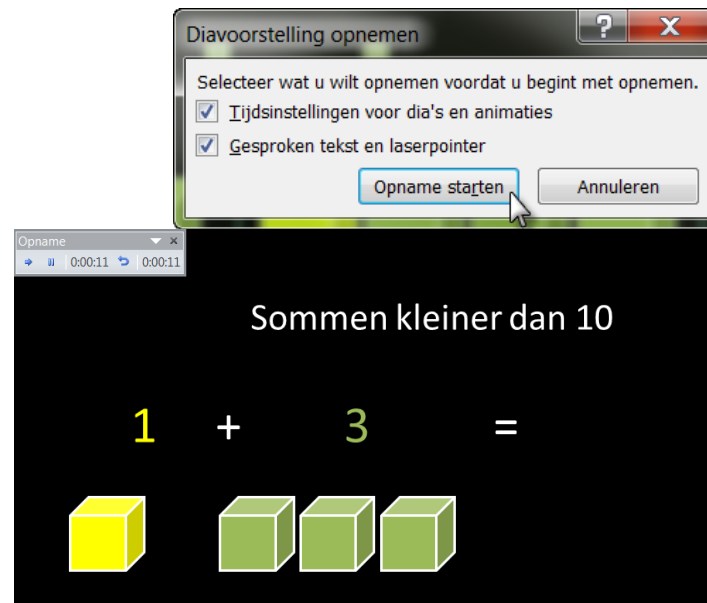 Diavoorstelling opnemen
Selecteer wat u wilt opnemen voordat u begint met opnemen.
Tijdsinstellingen voor dia's en animaties
Gesproken tekst en laserpointer
Opname starten Annuleren
Opname
0:00:11 0:00:11
Sommen kleiner dan 10
1 + 3 =